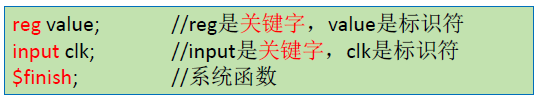 reg value; //reg是关键字，value是标识符
input clk; //input是关键字，clk是标识符
$finish; //系统函数